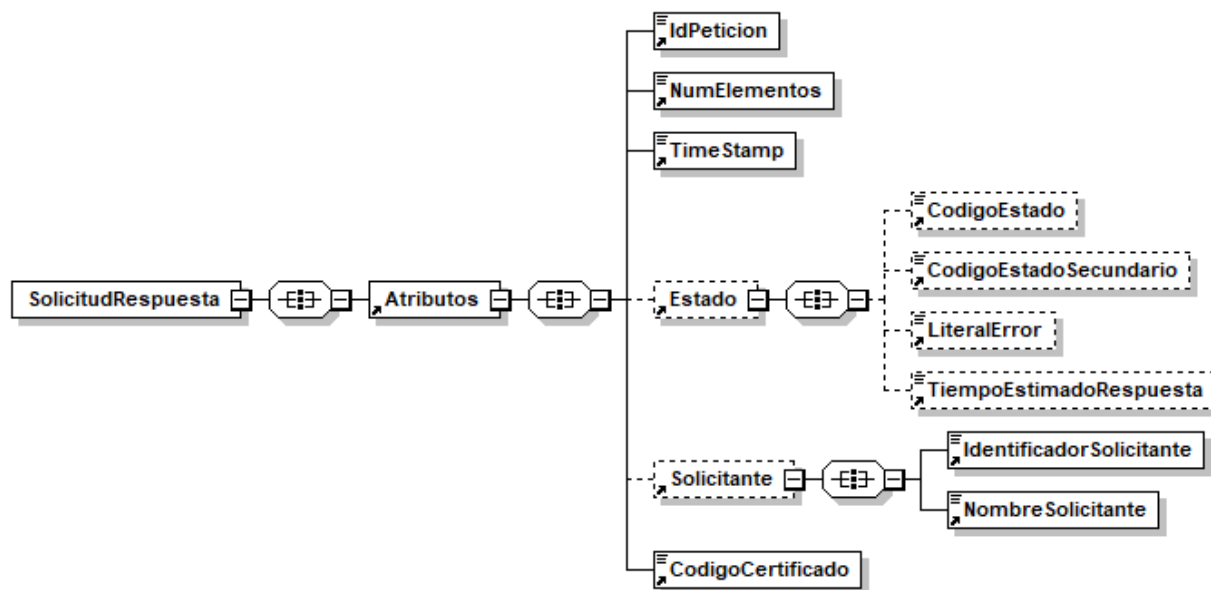 IdPeticion
NumElementos
TimeStamp
CodigoEstado
CodigoEstadoSecundario
SolicitudRespuesta
Atributos
Estado
LiteralError
TiempoEstimadoRespuesta
IdentificadorSolicitante
Solicitante
NombreSolicitante
CodigoCertificado